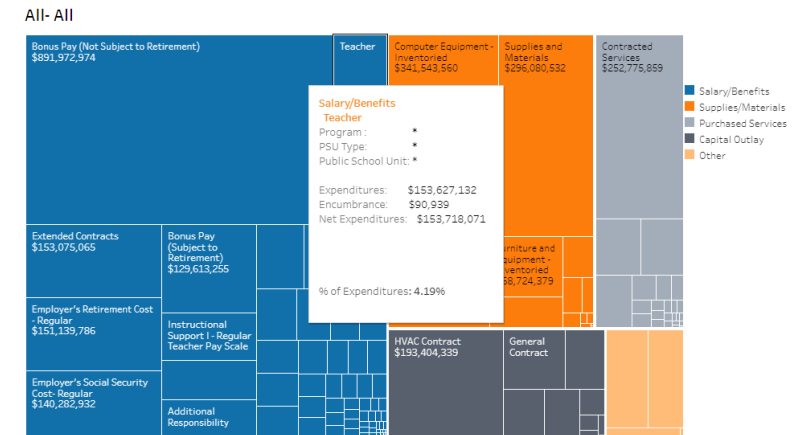 All- All
Bonus Pay (Not Subject to Retirement)
$891,972,974
Teacher
Computer Equipment -
Inventoried
$341,543,560
Supplies and
Materials
$296,080,532
Contracted
Services
$252,775,859
Salary/Benefits
Supplies/Materials
Purchased Services
Capital Outlay
Other
Salary/Benefits
Teacher
Program : *
PSU Type: *
Public School Unit: *
Expenditures: $153,627,132
Encumbrance: $90,939
Net Expenditures: $153,718,071
% of Expenditures: 4.19%
Extended Contracts
$153,075,065
Bonus Pay
(Subject to
Retirement)
$129,613,255
Employer's Retirement Cost
- Regular
$151,139,786
Instructional
Support I - Regular
Teacher Pay Scale
Employer's Social Security
Cost- Regular
$140,282,932
Additional
Responsibility
and
8,724,379
HVAC Contract
$193,404,339
General
Contract